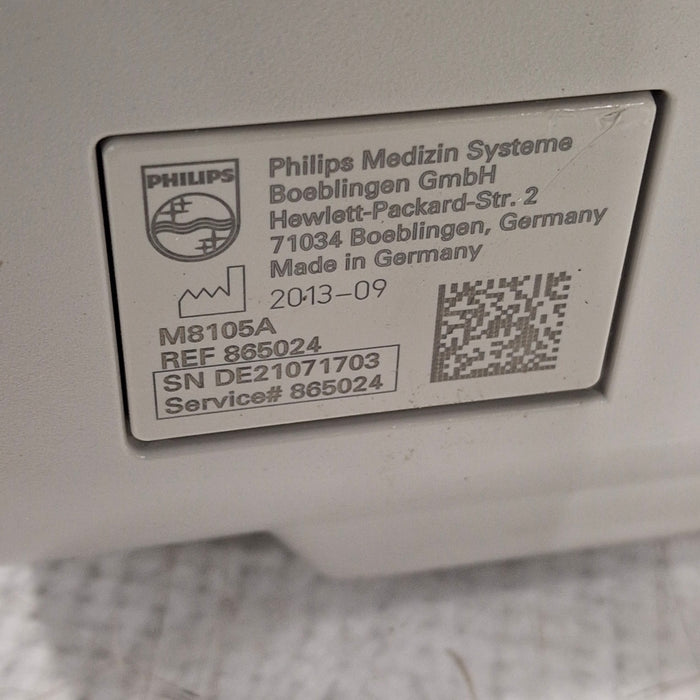 PHILIPS
Philips Medizin Systeme
Boeblingen GmbH
Hewlett-Packard-Str. 2
71034 Boeblingen, Germany
Made in Germany
2013-09
M8105A
REF 865024
SN DE21071703
Service# 865024